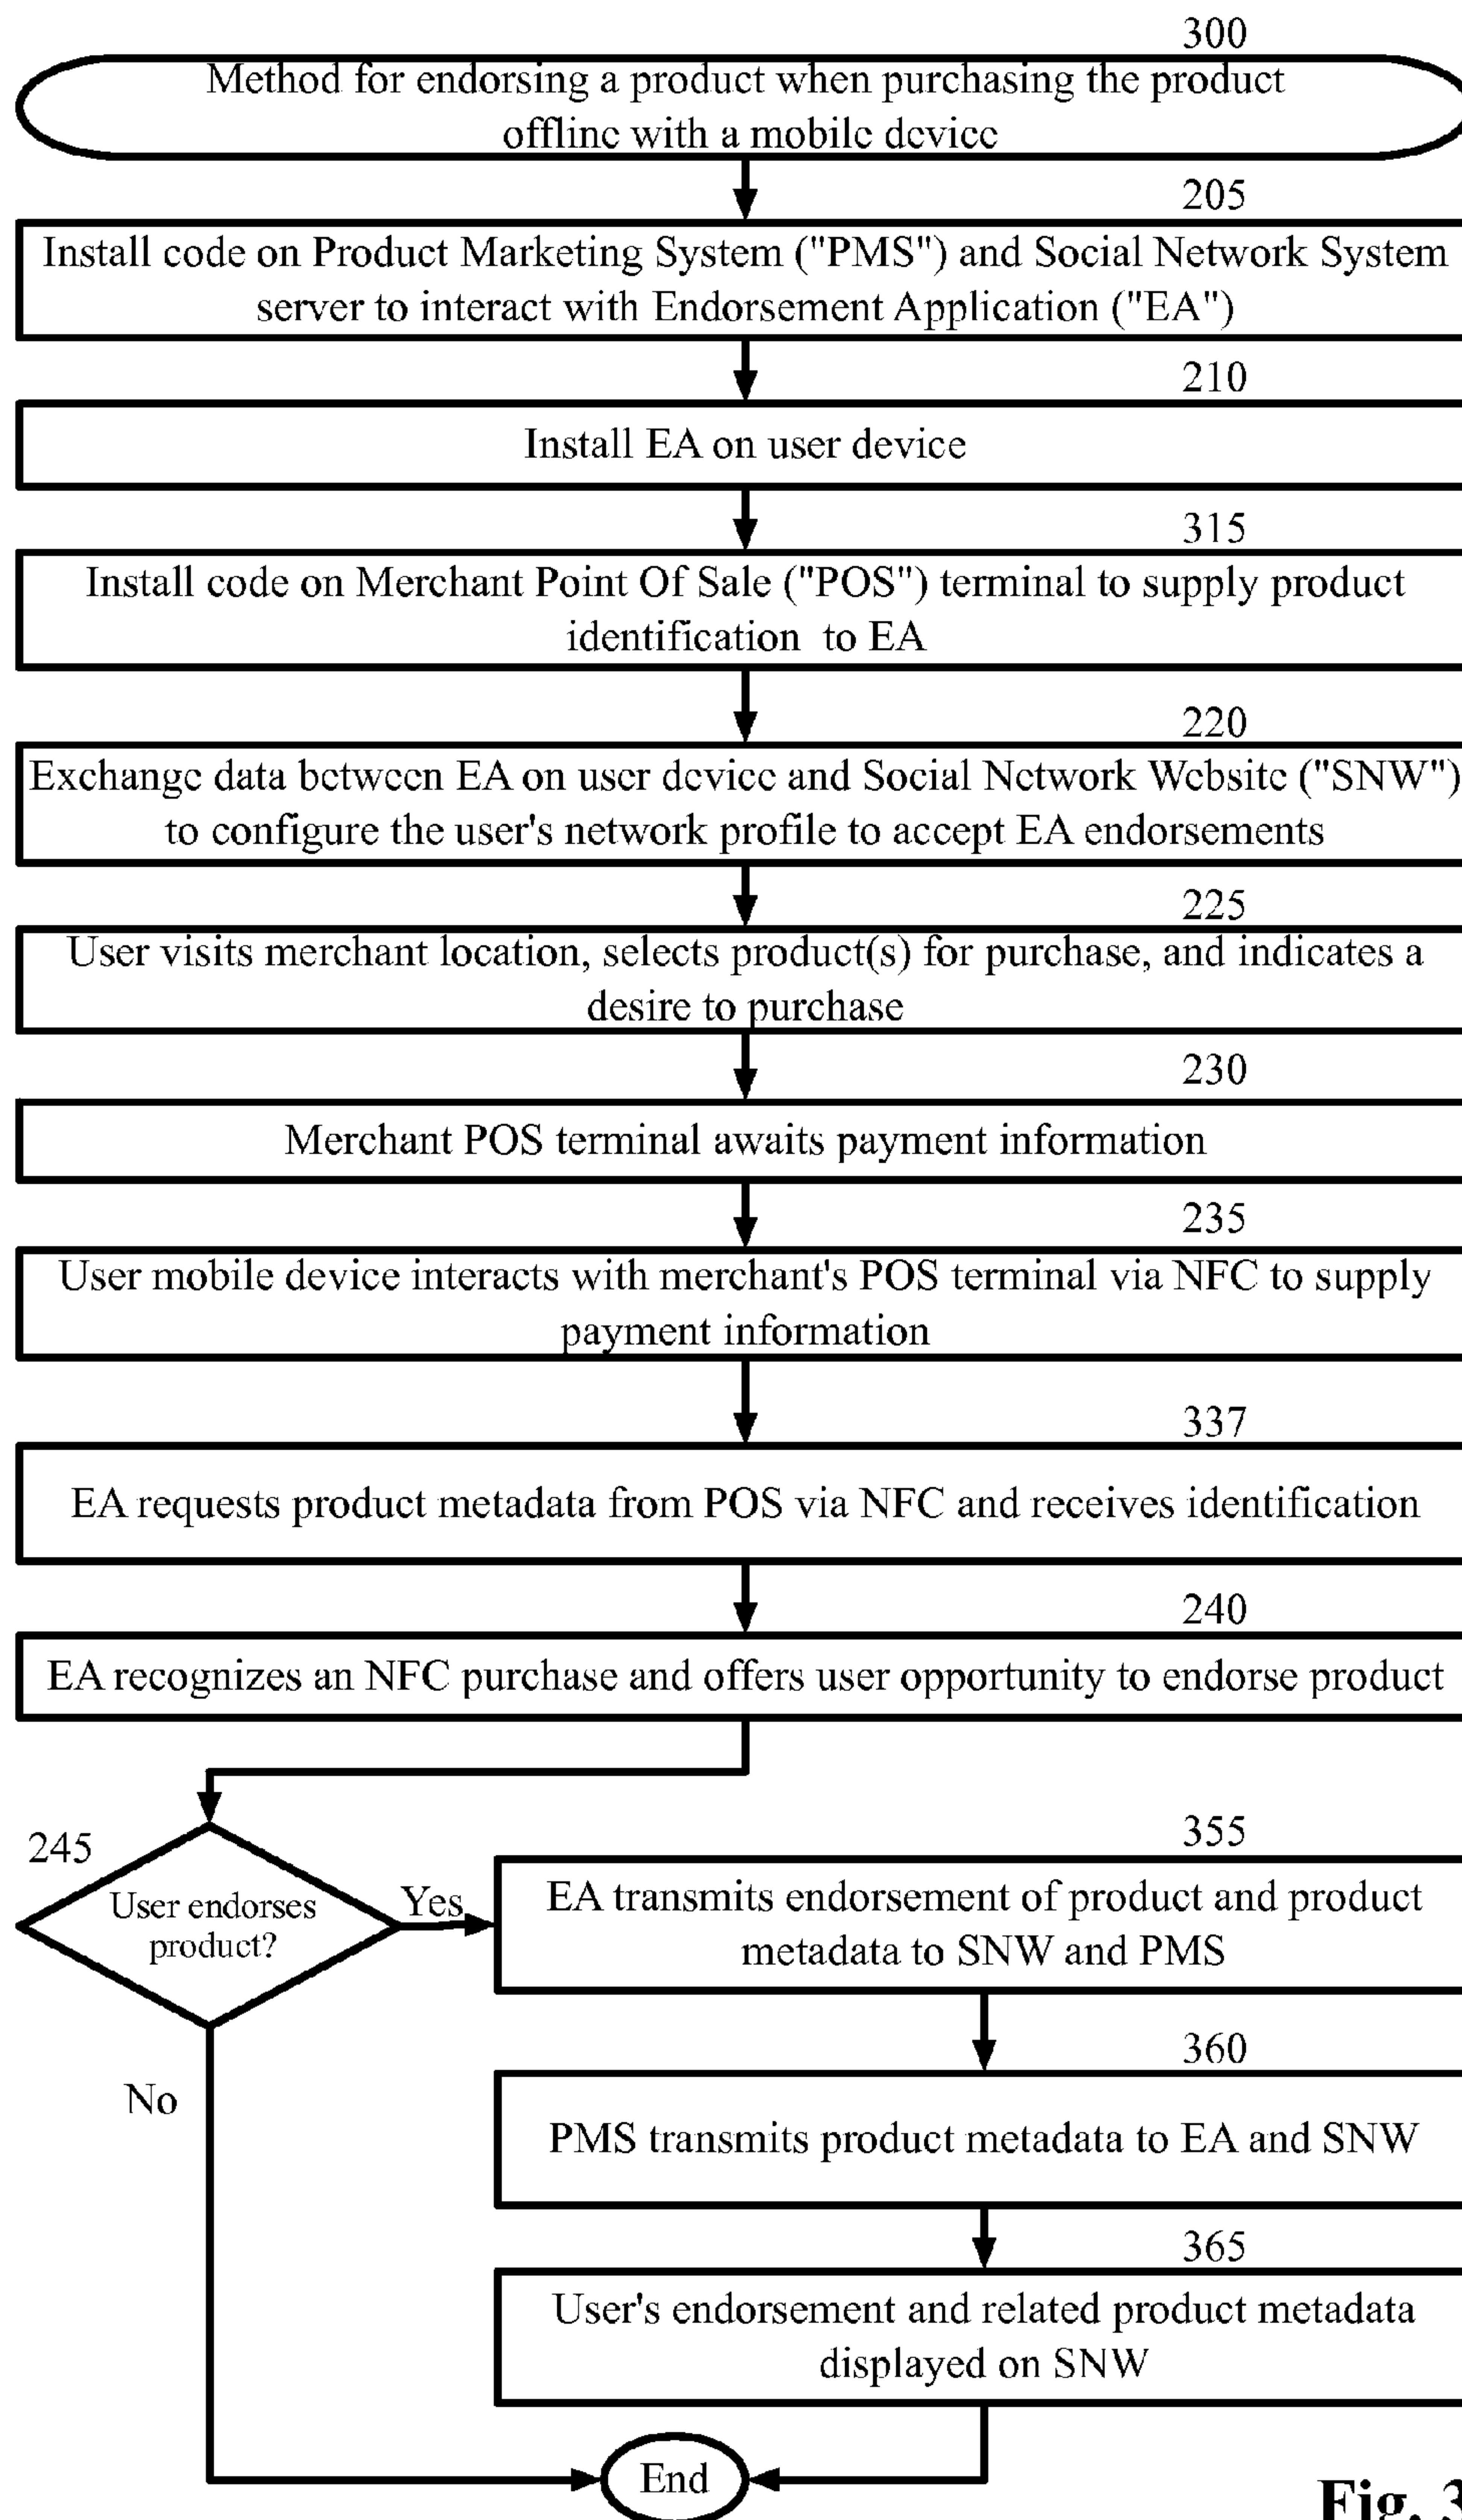 300
Method for endorsing a product when purchasing the product
offline with a mobile device
205
Install code on Product Marketing System ("PMS") and Social Network System
server to interact with Endorsement Application ("EA")
210
Install EA on user device
315
Install code on Merchant Point Of Sale ("POS") terminal to supply product
identification to EA
220
Exchange data between EA on user device and Social Network Website ("SNW")
to configure the user's network profile to accept EA endorsements
225
User visits merchant location, selects product(s) for purchase, and indicates a
desire to purchase
230
Merchant POS terminal awaits payment information
235
User mobile device interacts with merchant's POS terminal via NFC to supply
payment information
337
EA requests product metadata from POS via NFC and receives identification
240
EA recognizes an NFC purchase and offers user opportunity to endorse product
245
User endorses
product?
Yes
355
EA transmits endorsement of product and product
metadata to SNW and PMS
No
360
PMS transmits product metadata to EA and SNW
365
User's endorsement and related product metadata
displayed on SNW
End
Fig. 3